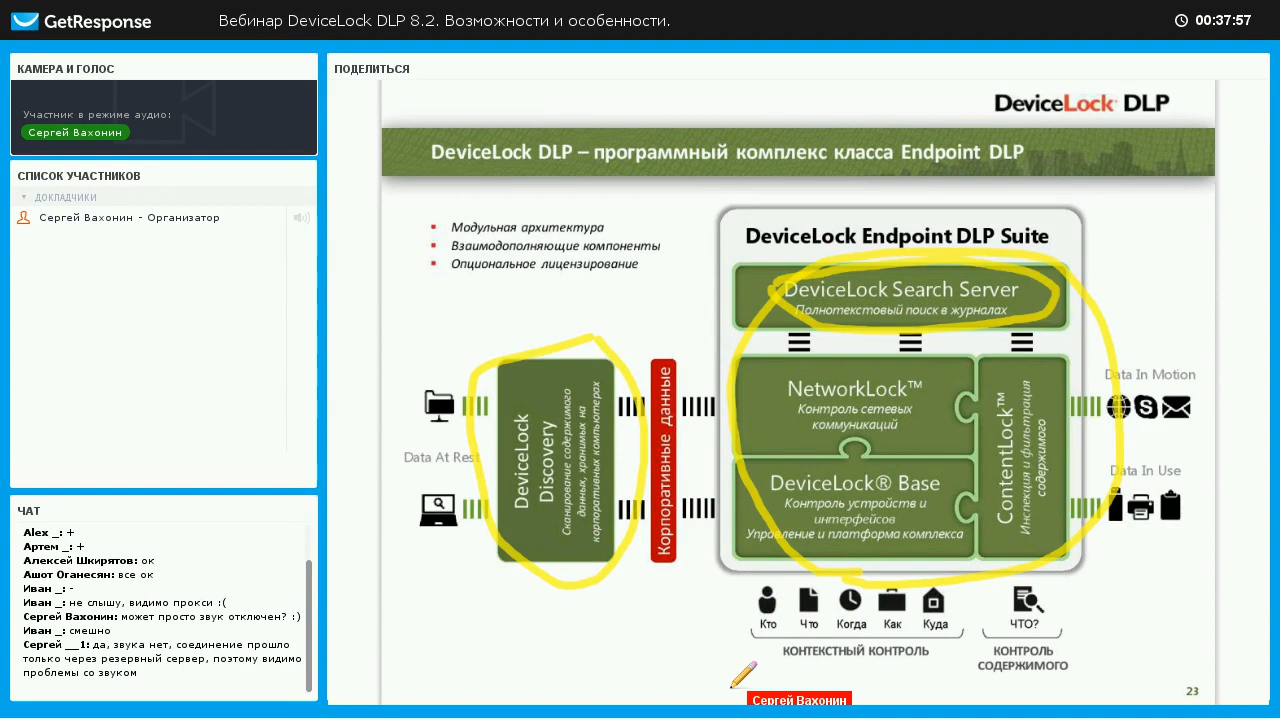 GetResponse
Вебинар DeviceLock DLP 8.2. Возможности и особенности.
00:37:57
КАМЕРА И ГОЛОС
Участник в режиме аудио:
Сергей Вахонин
СПИСОК УЧАСТНИКОВ
ДОКЛАДЧИКИ
Сергей Вахонин - Организатор
ЧАТ
Alex _: +
Артем _: +
Алексей Шкирятов: ок
Ашот Оганесян: все ок
Иван _: -
Иван _: не слышу, видимо прокси :(
Сергей Вахонин: может просто звук отключен? :)
Иван _: смешно
Сергей __1: да, звука нет, соединение прошло
только через резервный сервер, поэтому видимо
проблемы со звуком
ПОДЕЛИТЬСЯ
DeviceLock DLP
DeviceLock DLP – программный комплекс класса Endpoint DLP
Модульная архитектура
Взаимодополняющие компоненты
Опциональное лицензирование
DeviceLock Endpoint DLP Suite
DeviceLock Search Server
Полнотекстовый поиск в журналах
Data At Rest
DeviceLock
Discovery
Сканирование содержимого
данных, хранимых на
корпоративных компьютерах
Корпоративные данные
NetworkLock™
Контроль сетевых
коммуникаций
DeviceLock® Base
Контроль устройств и
интерфейсов
Управление и платформа комплекса
ContentLock™
Инспекция и фильтрация
содержимого
Data In Motion
Data In Use
Кто
Что
Когда
Как
Куда
ЧТО?
КОНТЕКСТНЫЙ КОНТРОЛЬ
КОНТРОЛЬ
СОДЕРЖИМОГО
Сергей Вахонин
23